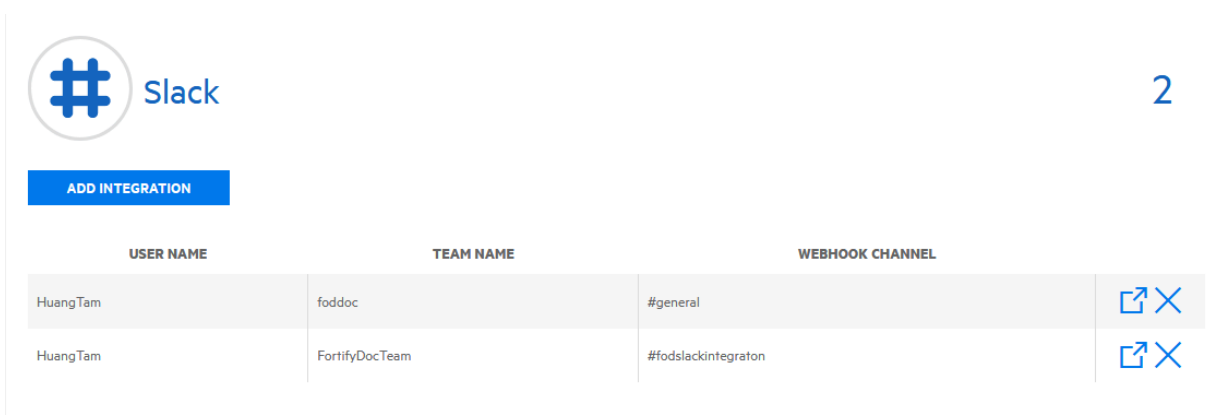 Slack
2
ADD INTEGRATION
USER NAME TEAM NAME WEBHOOK CHANNEL
HuangTam foddoc #general
HuangTam FortifyDocTeam #fodslackintegraton